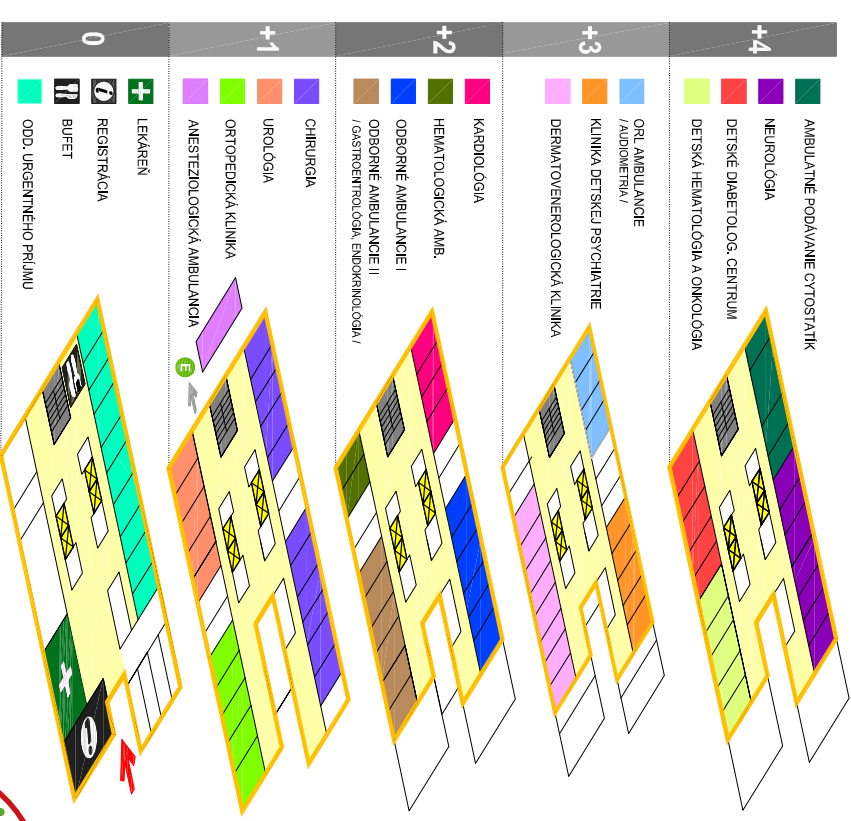 +4
AMBULATNÉ PODÁVANIE CYTOSTATÍK
NEUROLÓGIA
DETSKÉ DIABETOLOG. CENTRUM
DETSKÁ HEMATOLÓGIA A ONKOLÓGIA
+3
ORL AMBULANCIE
/ AUDIOMETRIA /
KLINIKA DETSKEJ PSYCHIATRIE
DERMATOVENEROLOGICKÁ KLINIKA
+2
KARDIOLÓGIA
HEMATOLOGICKÁ AMB.
ODBORNÉ AMBULANCIE I
ODBORNÉ AMBULANCIE II
/ GASTROENTROLÓGIA, ENDOKRINOLÓGIA /
+1
CHIRURGIA
UROLÓGIA
ORTOPEDICKÁ KLINIKA
ANESTEZIOLOGICKÁ AMBULANCIA
E
0
LEKÁREŇ
i
REGISTRÁCIA
BUFET
ODD. URGENTNÉHO PRÍJMU